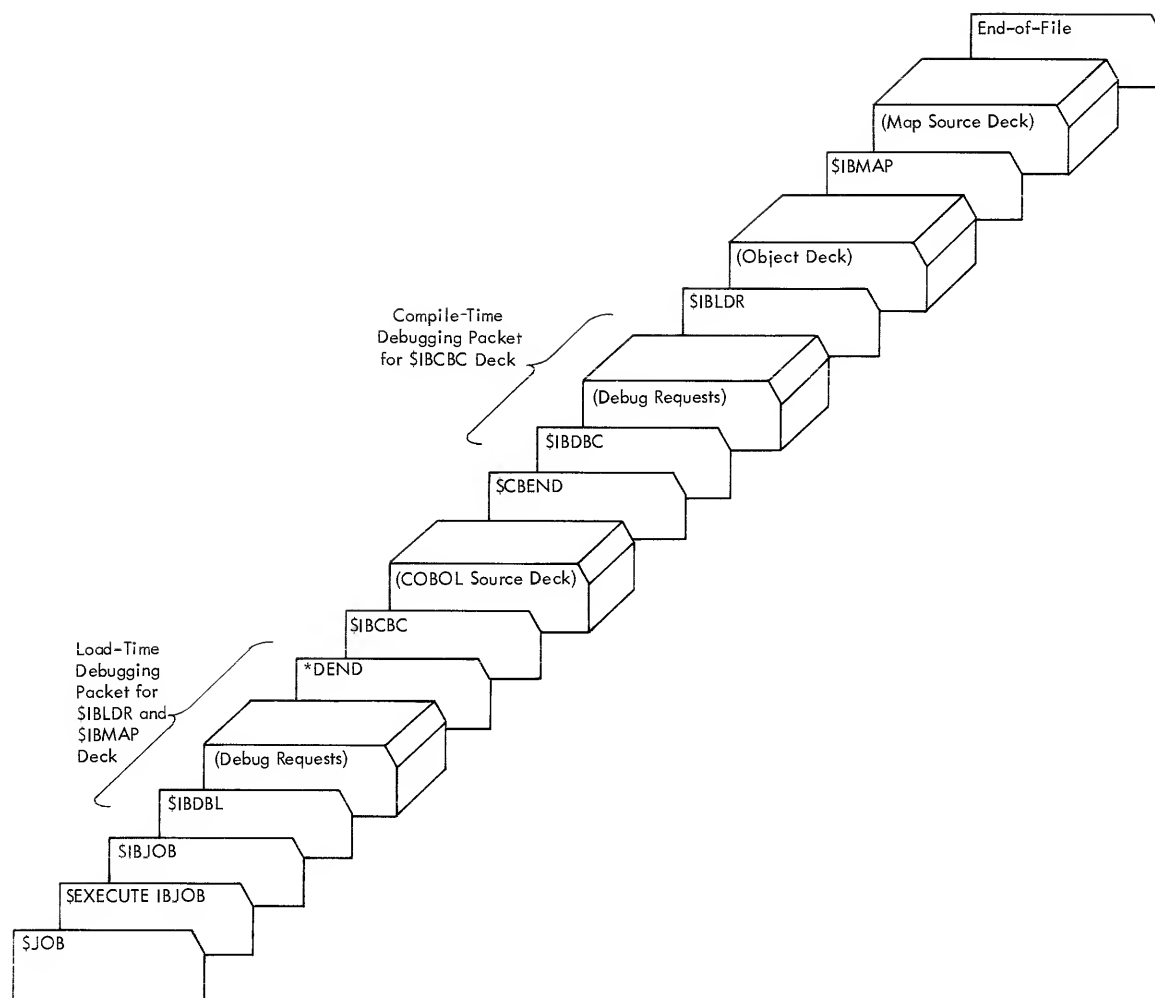 End-of-File
(Map Source Deck)
$IBMAP
(Object Deck)
$IBLDR
Compile-Time
Debugging Packet
for $IBCBC Deck
(Debug Requests)
$IBDBC
$CBEND
(COBOL Source Deck)
$IBCBC
Load-Time
Debugging
Packet for
$IBLDR and
$IBMAP
Deck
*DEND
(Debug Requests)
$IBDBL
$IBJOB
$EXECUTE IBJOB
$JOB